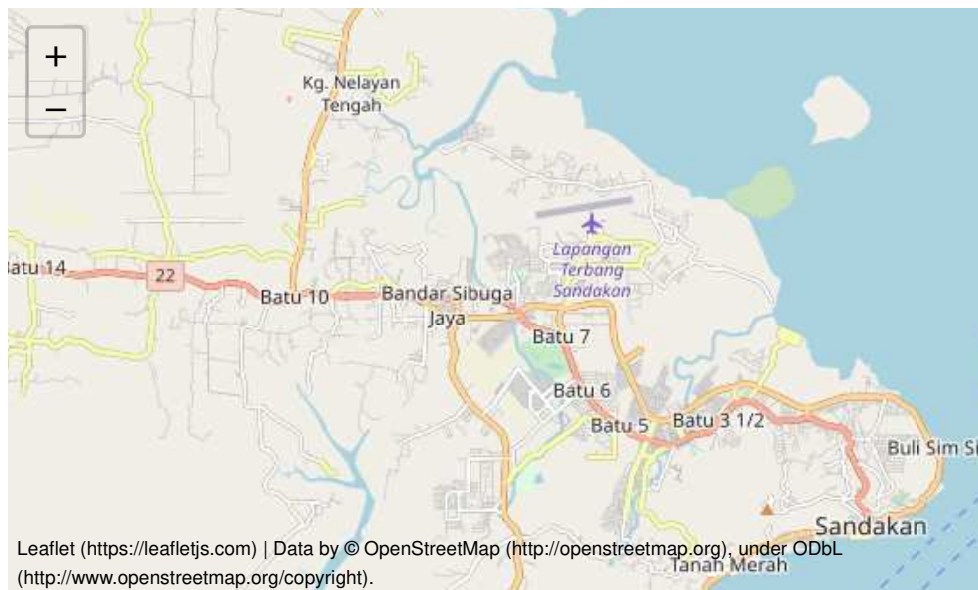 +
−
Kg. Nelayan
Tengah
Lapangan
Terbang
Sandakan
Batu 14
22
Batu 10
Bandar Sibuga
Jaya
Batu 7
Batu 6
Batu 5
Batu 3 1/2
Buli Sim Si
Sandakan
Tanah Merah
Leaflet (https://leafletjs.com) | Data by © OpenStreetMap (http://openstreetmap.org), under ODbL
(http://www.openstreetmap.org/copyright).